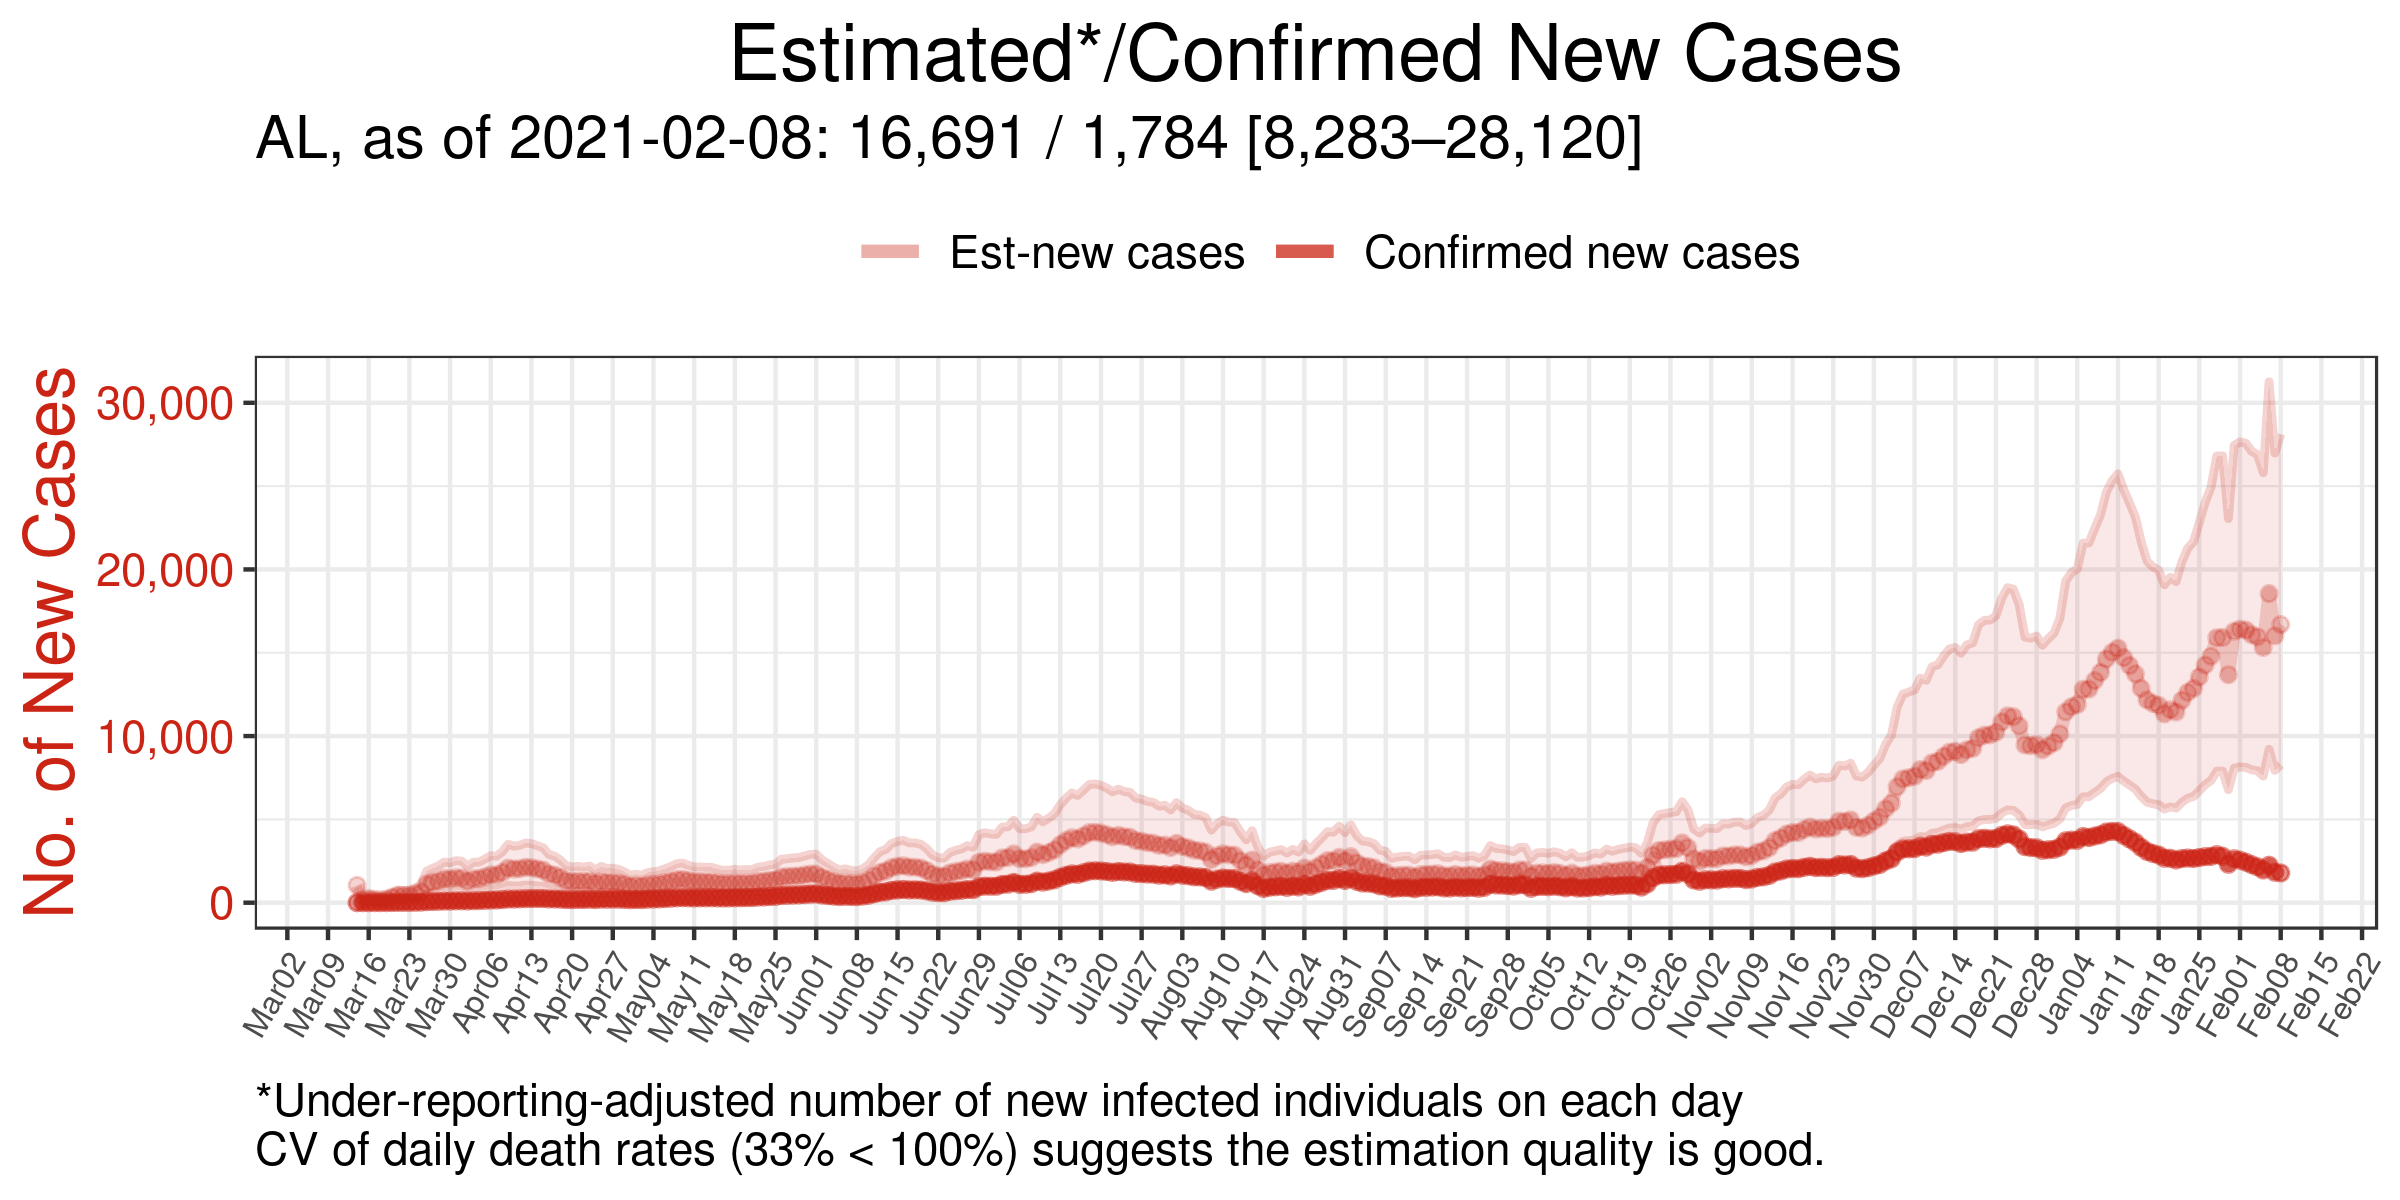 Estimated*/Confirmed New Cases
AL, as of 2021-02-08: 16,691 / 1,784 [8,283–28,120]
Est-new cases
Confirmed new cases
No. of New Cases
30,000
20,000
10,000
0
Mar02
Mar09
Mar16
Mar23
Mar30
Apr06
Apr13
Apr20
Apr27
May04
May11
May18
May25
Jun01
Jun08
Jun15
Jun22
Jun29
Jul06
Jul13
Jul20
Jul27
Aug03
Aug10
Aug17
Aug24
Aug31
Sep07
Sep14
Sep21
Sep28
Oct05
Oct12
Oct19
Oct26
Nov02
Nov09
Nov16
Nov23
Nov30
Dec07
Dec14
Dec21
Dec28
Jan04
Jan11
Jan18
Jan25
Feb01
Feb08
Feb15
Feb22
*Under-reporting-adjusted number of new infected individuals on each day
CV of daily death rates (33% < 100%) suggests the estimation quality is good.